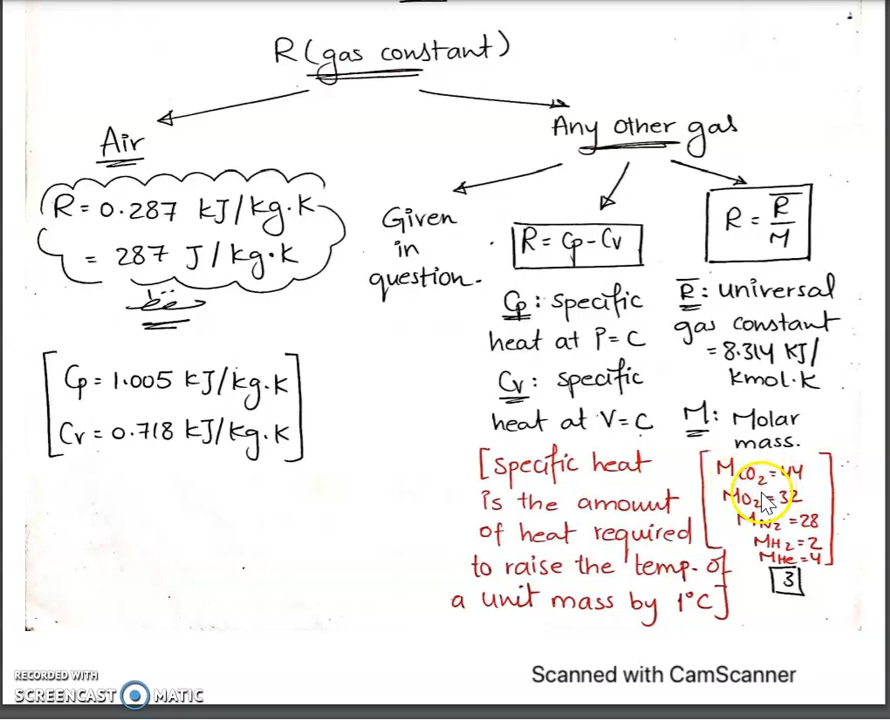 R (gas constant)
Air
R = 0.287 KJ/kg.K
= 287 J/kg.K
حفظ
[Cp = 1.005 KJ/kg.K
Cv = 0.718 KJ/kg.K]
Any other gas
Given
in
question.
R = Cp - Cv
Cp : specific
heat at P = C
Cv : specific
heat at V = C
[Specific heat
is the amount
of heat required
to raise the temp. of
a unit mass by 1°C]
R = R̅/M
R̅ : universal
gas constant
= 8.314 KJ/
kmol.K
M : Molar
mass.
[MCO₂ = 44
MO₂ = 32
MN₂ = 28
MH₂ = 2
MHe = 4]
3
RECORDED WITH
SCREENCAST MATIC
Scanned with CamScanner